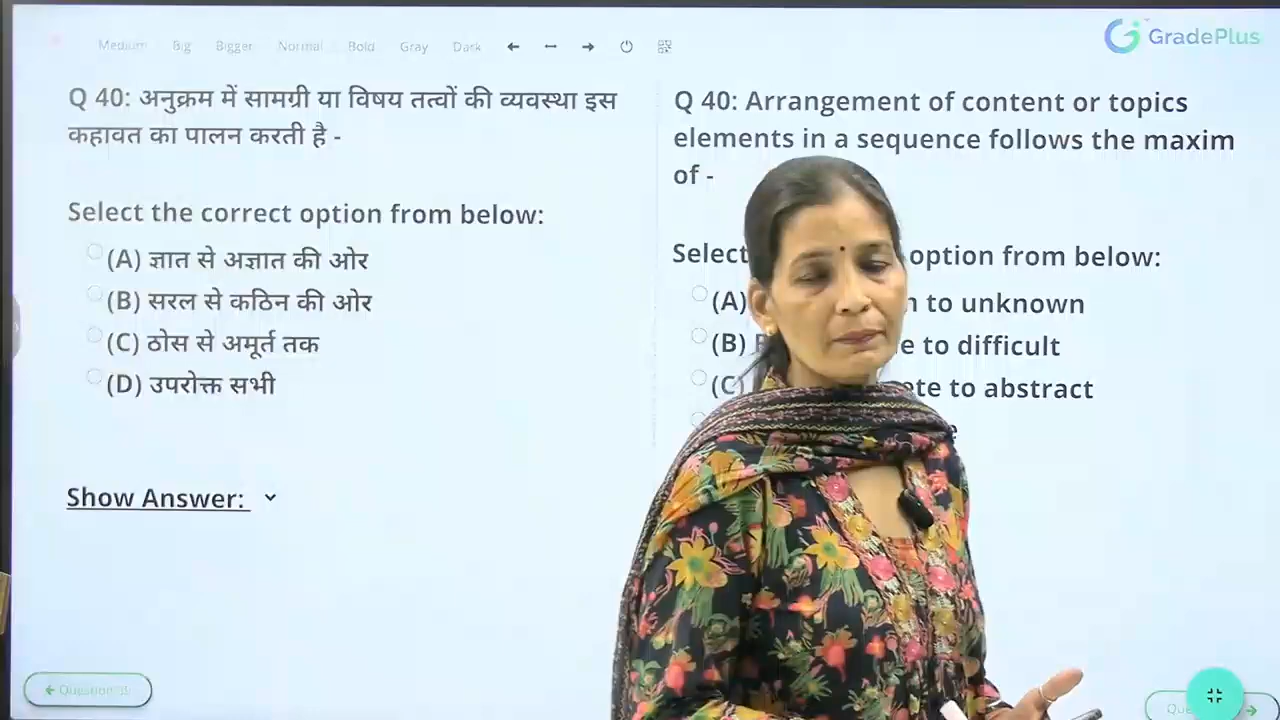 Medium Big Bigger Normal Bold Gray Dark
GradePlus
Q 40: अनुक्रम में सामग्री या विषय तत्वों की व्यवस्था इस
कहावत का पालन करती है -
Select the correct option from below:
(A) ज्ञात से अज्ञात की ओर
(B) सरल से कठिन की ओर
(C) ठोस से अमूर्त तक
(D) उपरोक्त सभी
Show Answer:
Q 40: Arrangement of content or topics
elements in a sequence follows the maxim
of -
Select option from below:
(A) to unknown
(B) to difficult
(C) to abstract
Question